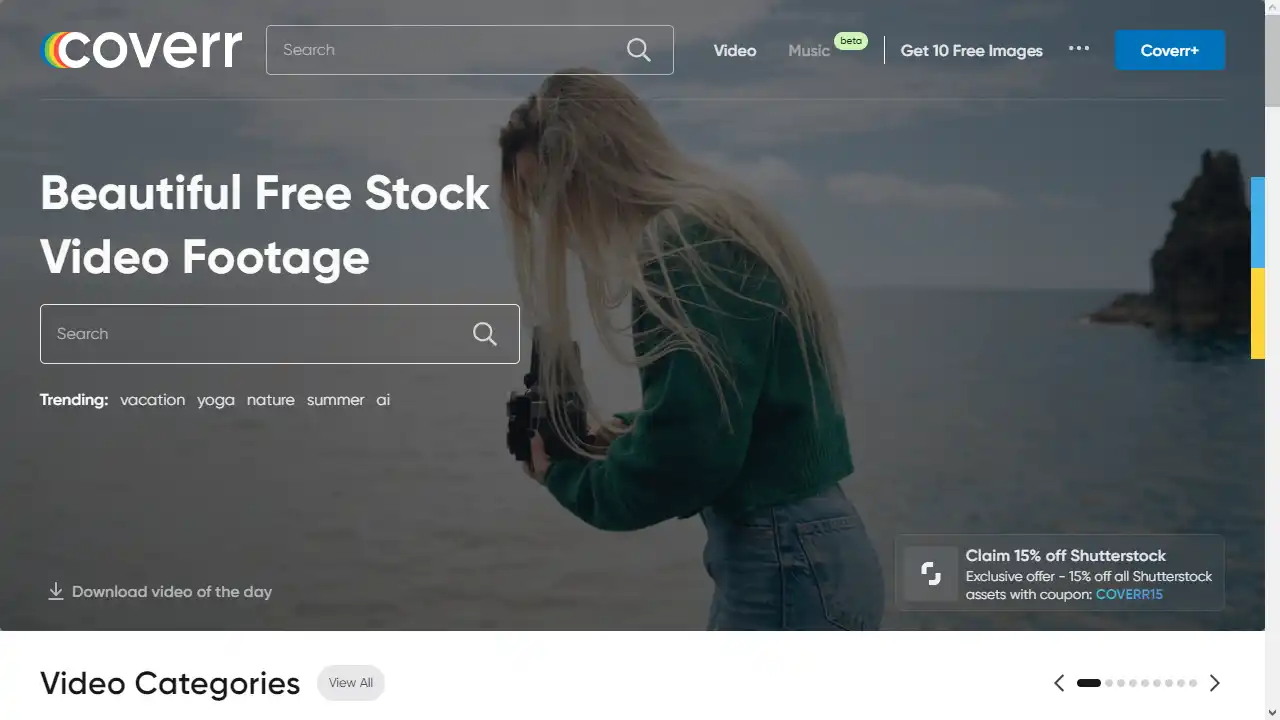 coverr
Search
Video
Music
beta
Get 10 Free Images
Coverr+
Beautiful Free Stock
Video Footage
Search
Trending: vacation yoga nature summer ai
Download video of the day
Claim 15% off Shutterstock
Exclusive offer - 15% off all Shutterstock
assets with coupon: COVERR15
Video Categories
View All